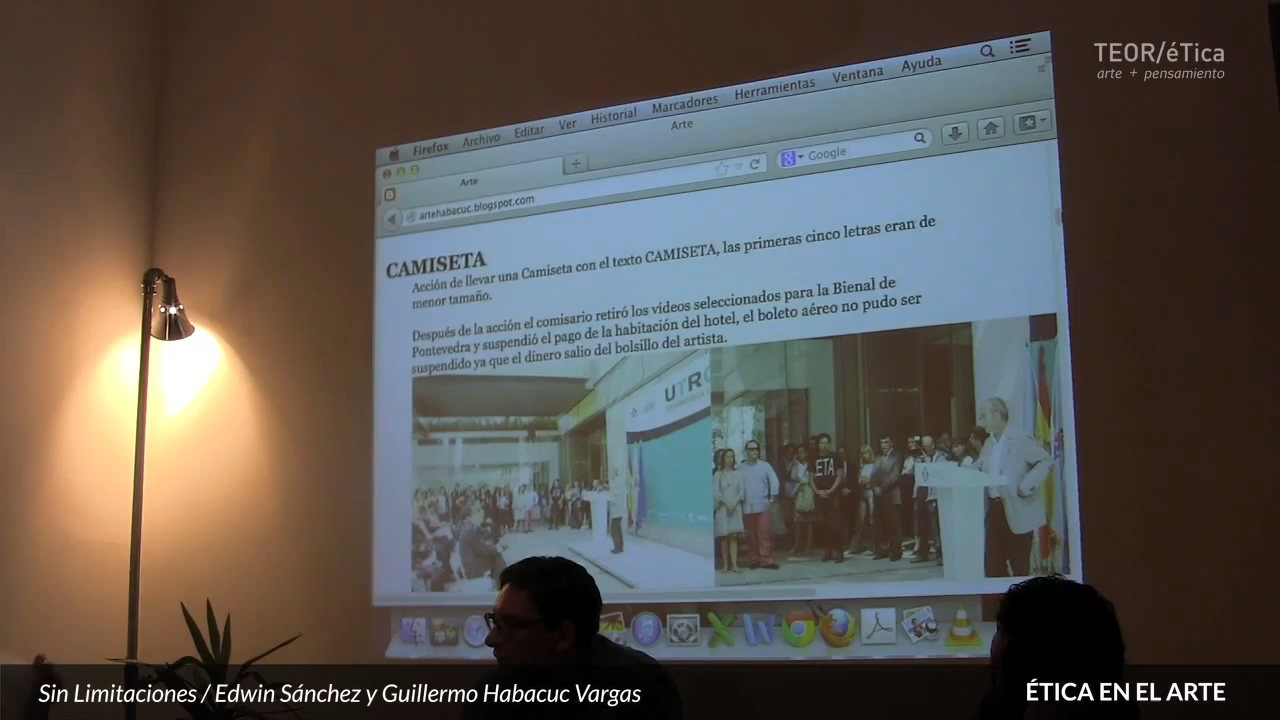 TEOR/éTica
arte + pensamiento
Firefox Archivo Editar Ver Historial Marcadores Herramientas Ventana Ayuda
Arte
Arte
artehabacuc.blogspot.com
Google
CAMISETA
Acción de llevar una Camiseta con el texto CAMISETA, las primeras cinco letras eran de
menor tamaño.
Después de la acción el comisario retiró los vídeos seleccionados para la Bienal de
Pontevedra y suspendió el pago de la habitación del hotel, el boleto aéreo no pudo ser
suspendido ya que el dinero salio del bolsillo del artista.
ETA
Sin Limitaciones / Edwin Sánchez y Guillermo Habacuc Vargas
ÉTICA EN EL ARTE